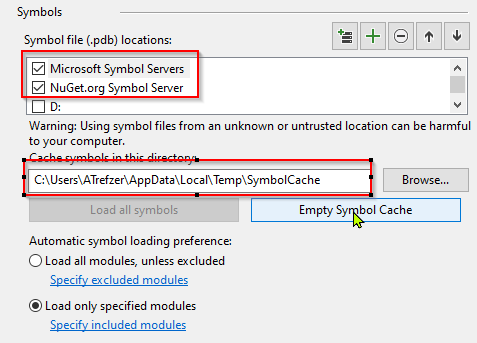 Symbols
Symbol file (.pdb) locations:
Microsoft Symbol Servers
NuGet.org Symbol Server
D:
Warning: Using symbol files from an unknown or untrusted location can be harmful
to your computer.
Cache symbols in this directory:
C:\Users\ATrefzer\AppData\Local\Temp\SymbolCache
Browse...
Load all symbols
Empty Symbol Cache
Automatic symbol loading preference:
Load all modules, unless excluded
Specify excluded modules
Load only specified modules
Specify included modules